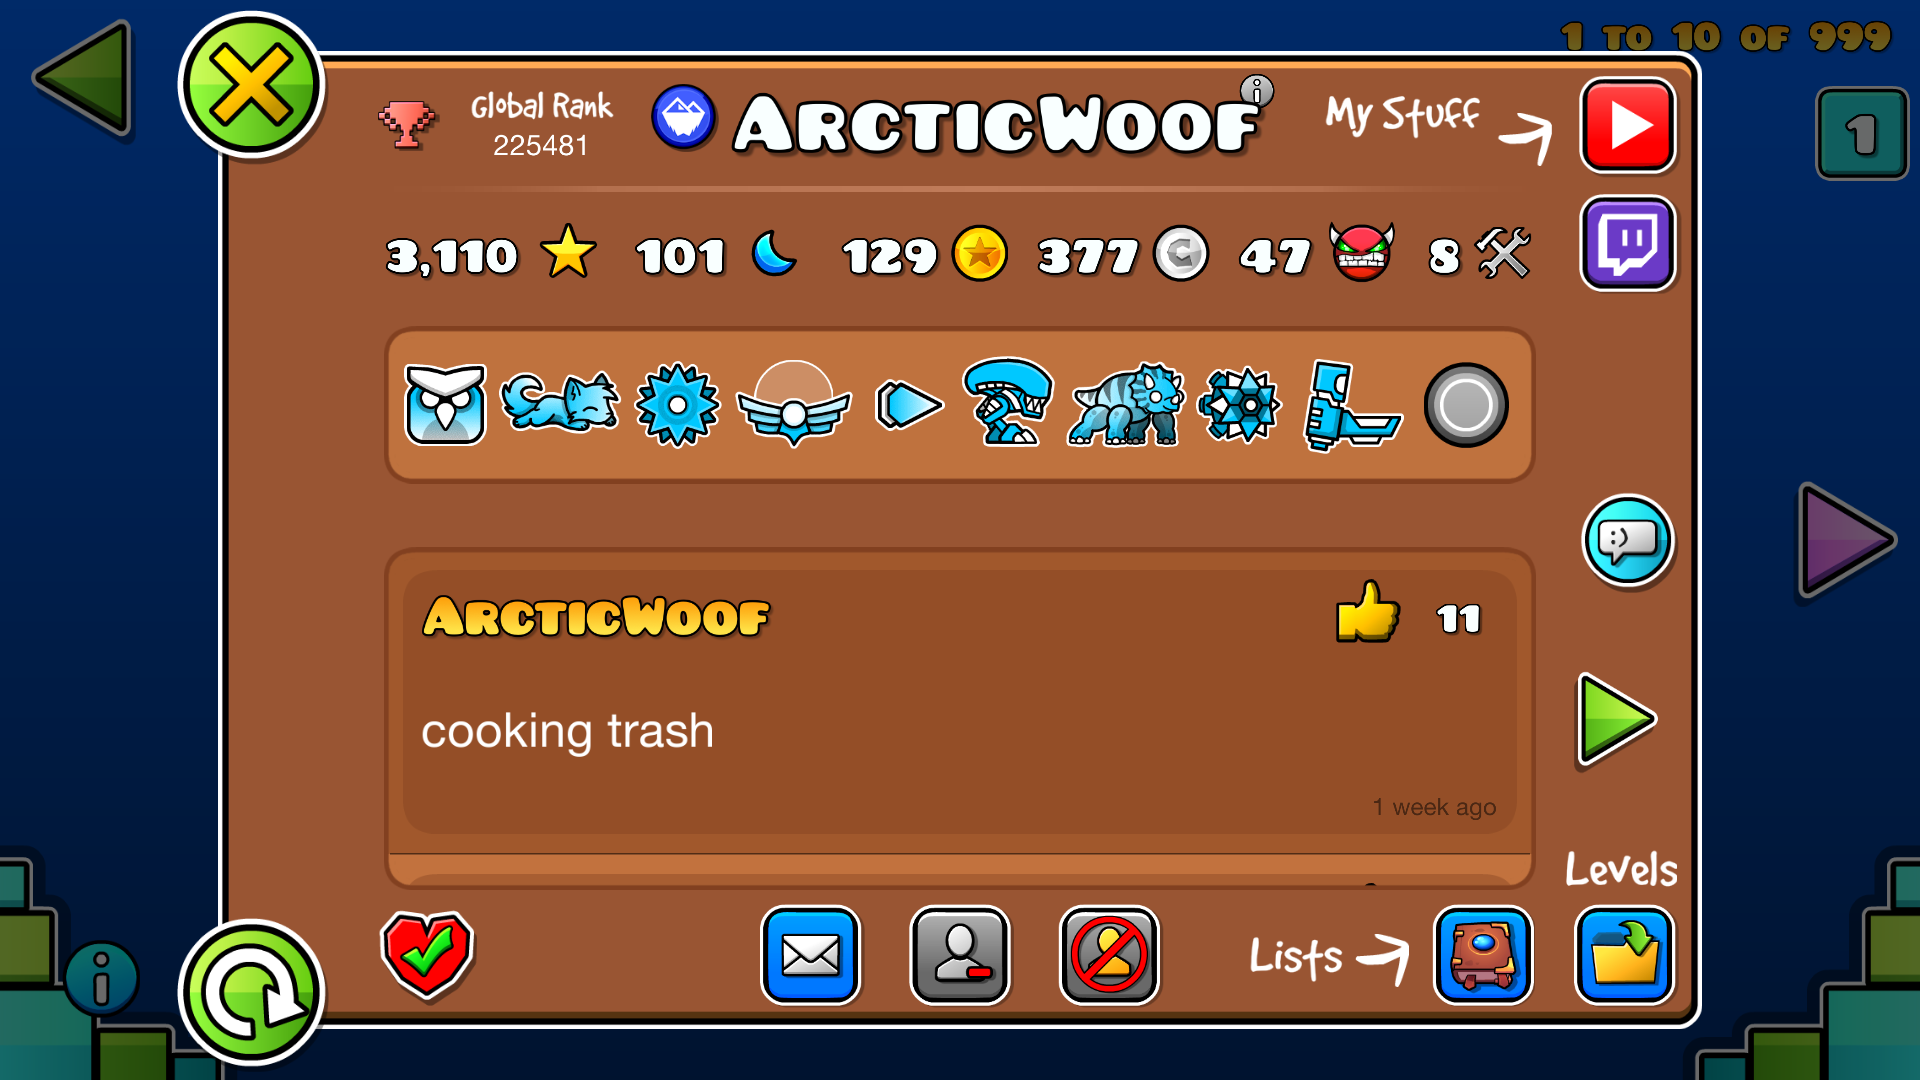 1 TO 10 OF 999
Global Rank
225481
ArcticWoof
i
My Stuff
1
3,110
101
129
377
47
8
ArcticWoof
11
cooking trash
1 week ago
Levels
Lists
i